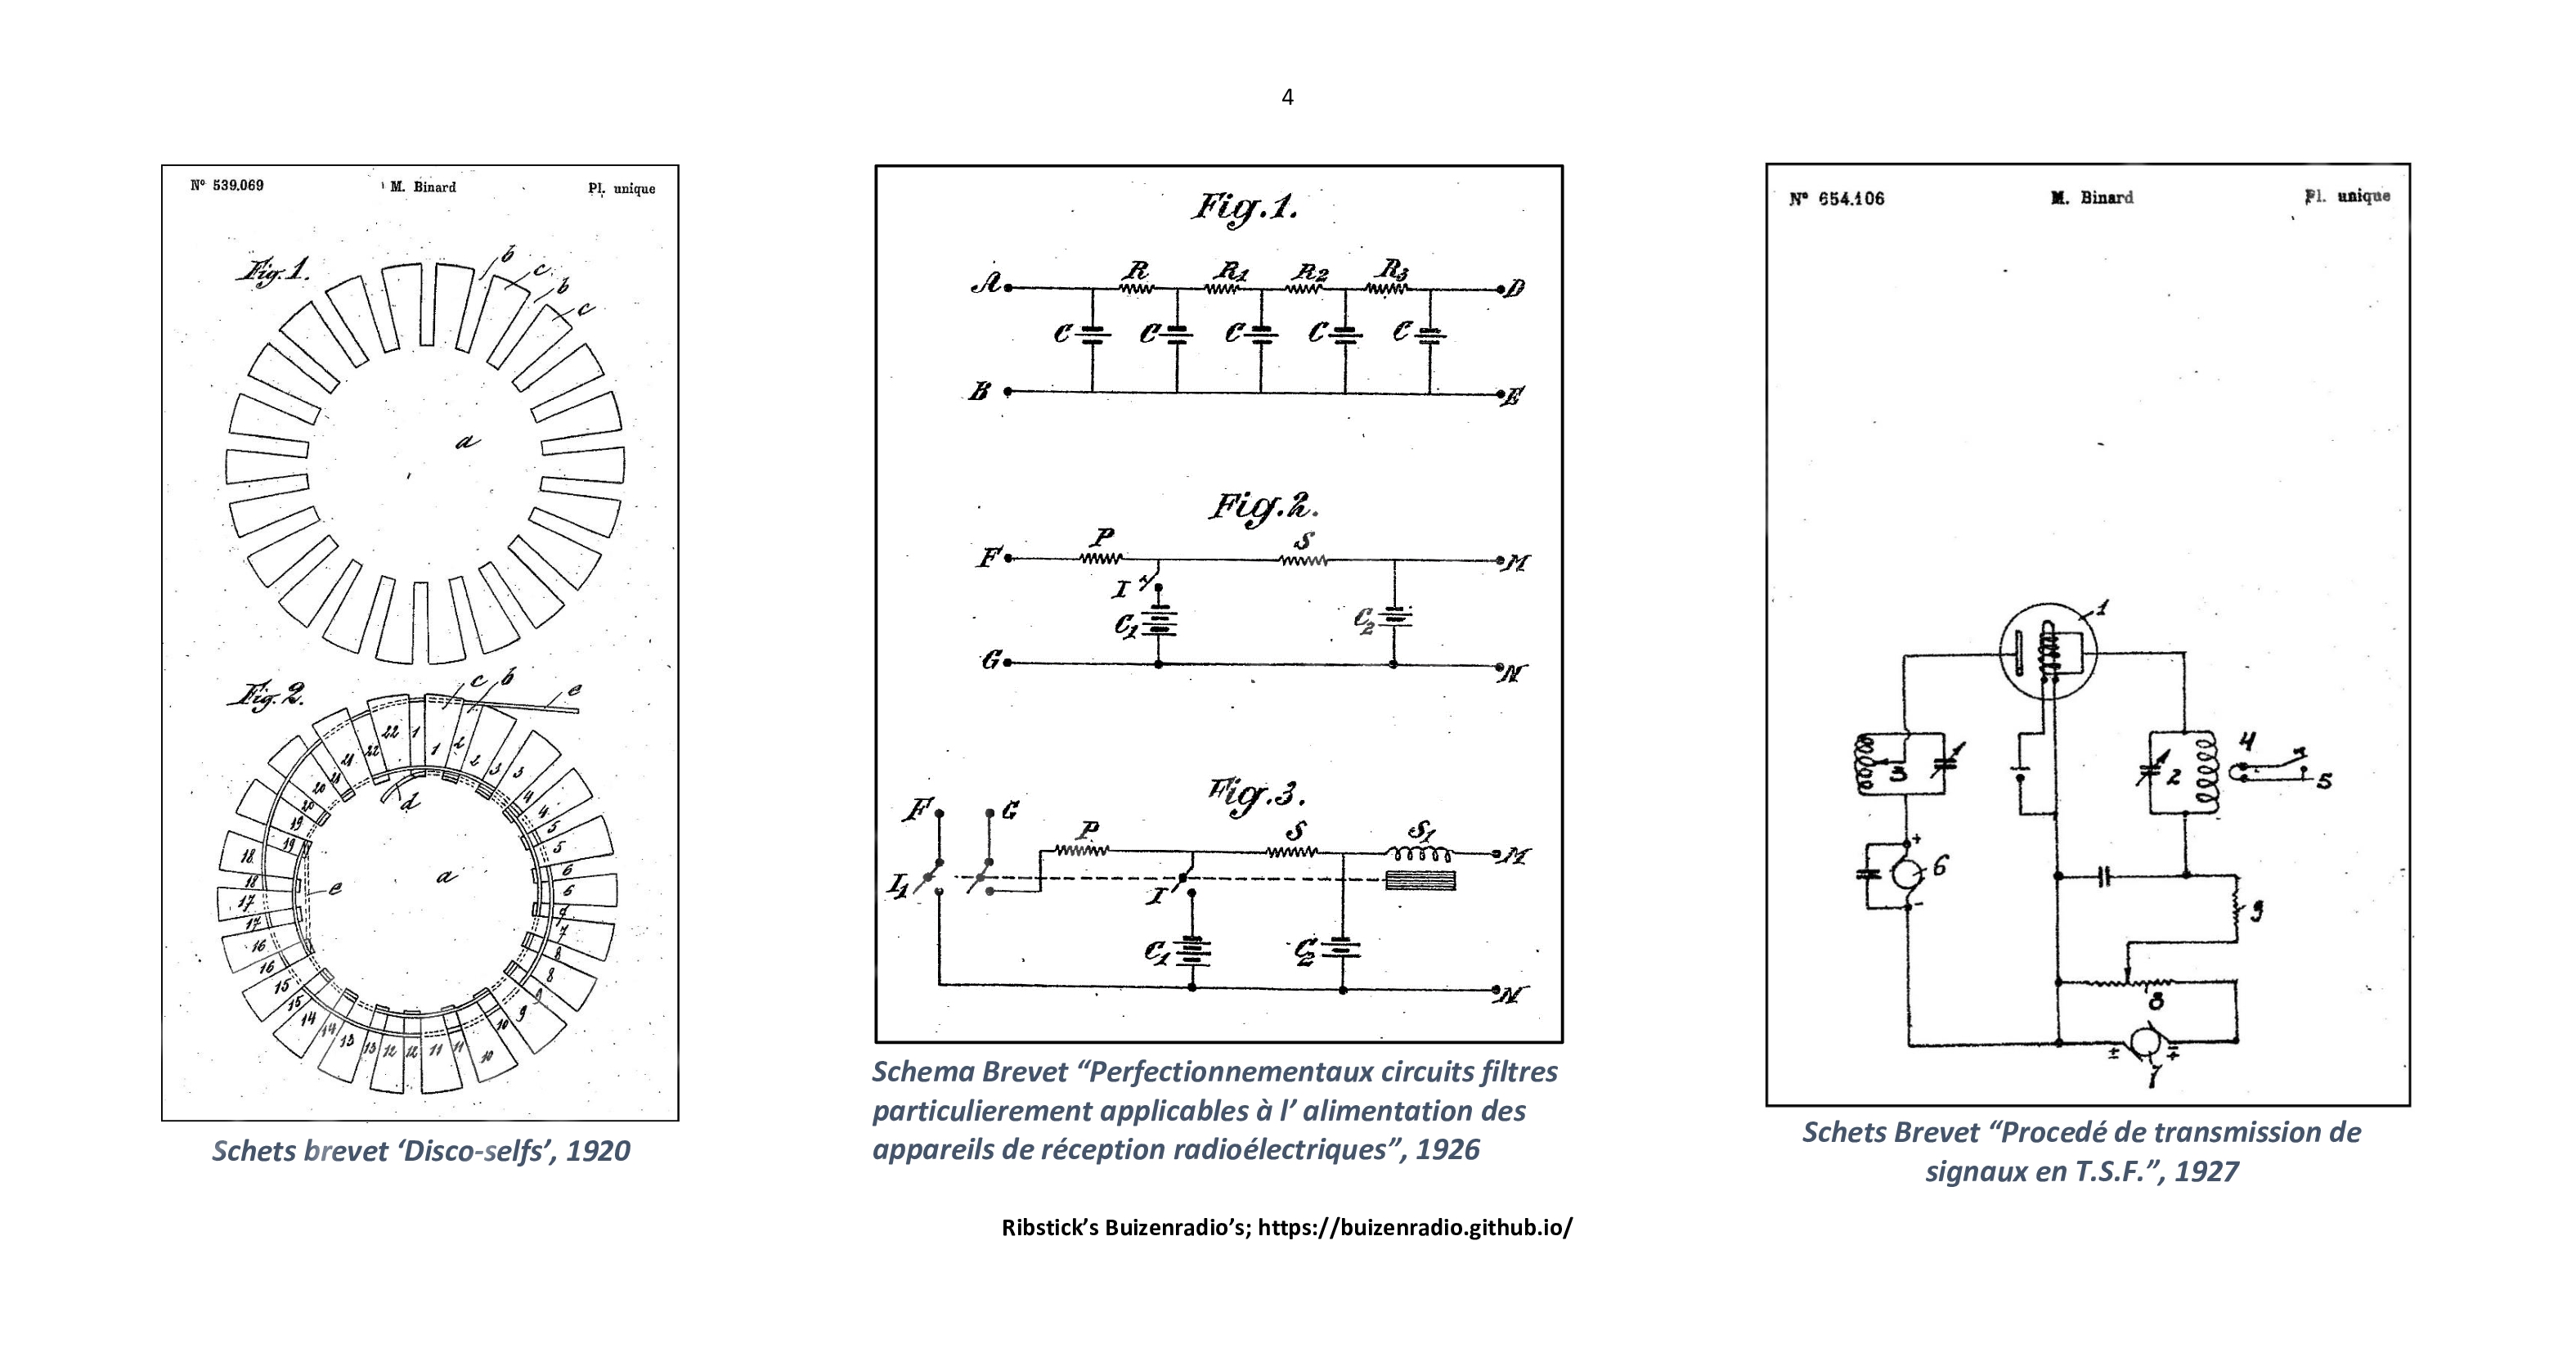 4
Nº 539.069 M. Binard Pl. unique
Fig. 1.
b
c
b
c
a
Fig. 2.
c b e
22 1 1 2 2 3 3
21 22
21
20
20
19
19
18
18
17
17
16
16
15
15
14
14
13
13 12 12 11 11 10
10
9
8
8
7
6
6
5
5
4
4
d
e
a
Schets brevet ‘Disco-selfs’, 1920
Fig. 1.
A R R1 R2 R3 D
C C C C C
B E
Fig. 2.
F P S M
I
C1 C2
G N
Fig. 3.
F G P S S1 M
I1 I
C1 C2
N
Schema Brevet “Perfectionnementaux circuits filtres
particulierement applicables à l’ alimentation des
appareils de réception radioélectriques”, 1926
Nº 654.106 M. Binard Pl. unique
1
3 2 4 5
+
6
-
9
8
± ∓
7
Schets Brevet “Procedé de transmission de
signaux en T.S.F.”, 1927
Ribstick’s Buizenradio’s; https://buizenradio.github.io/